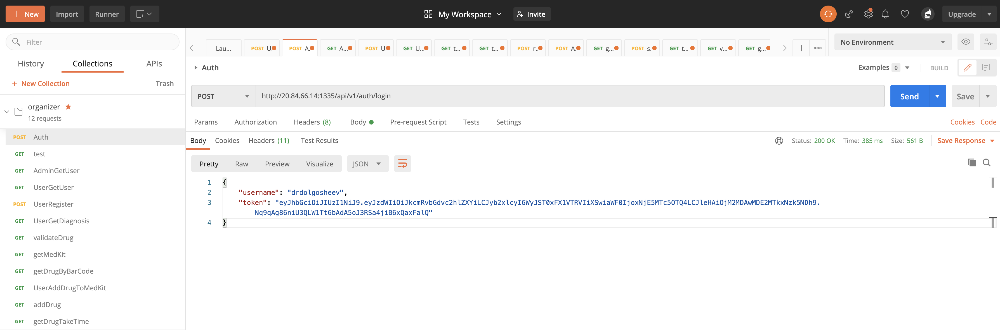 New
Import
Runner
My Workspace
Invite
Upgrade
Filter
History
Collections
APIs
+ New Collection
Trash
organizer
12 requests
POST Auth
GET test
GET AdminGetUser
GET UserGetUser
POST UserRegister
GET UserGetDiagnosis
GET validateDrug
GET getMedKit
GET getDrugByBarCode
GET UserAddDrugToMedKit
GET addDrug
GET getDrugTakeTime
Lau...
POST U
POST A.
GET A...
POST U
GET U...
GET t...
GET t...
POST r..
POST A.
GET g...
POST s.
GET t...
GET v...
GET g...
No Environment
Auth
Examples 0
BUILD
POST
http://20.84.66.14:1335/api/v1/auth/login
Send
Save
Params
Authorization
Headers (8)
Body
Pre-request Script
Tests
Settings
Cookies
Code
Body
Cookies
Headers (11)
Test Results
Status: 200 OK
Time: 385 ms
Size: 561 B
Save Response
Pretty
Raw
Preview
Visualize
JSON
1 {
2 "username": "drdolgosheev",
3 "token": "eyJhbGciOiJIUzI1NiJ9.eyJzdWIiOiJkcmRvbGdvc2hlZXYiLCJyb2xlcyI6WyJST0xFX1VTRVIiXSwiaWF0IjoxNjE5MTc5OTQ4LCJleHAiOjM2MDAwMDE2MTkxNzk5NDh9.
Nq9qAg86niU3QLW1Tt6bAdA5oJ3RSa4jiB6xQaxFalQ"
4 }